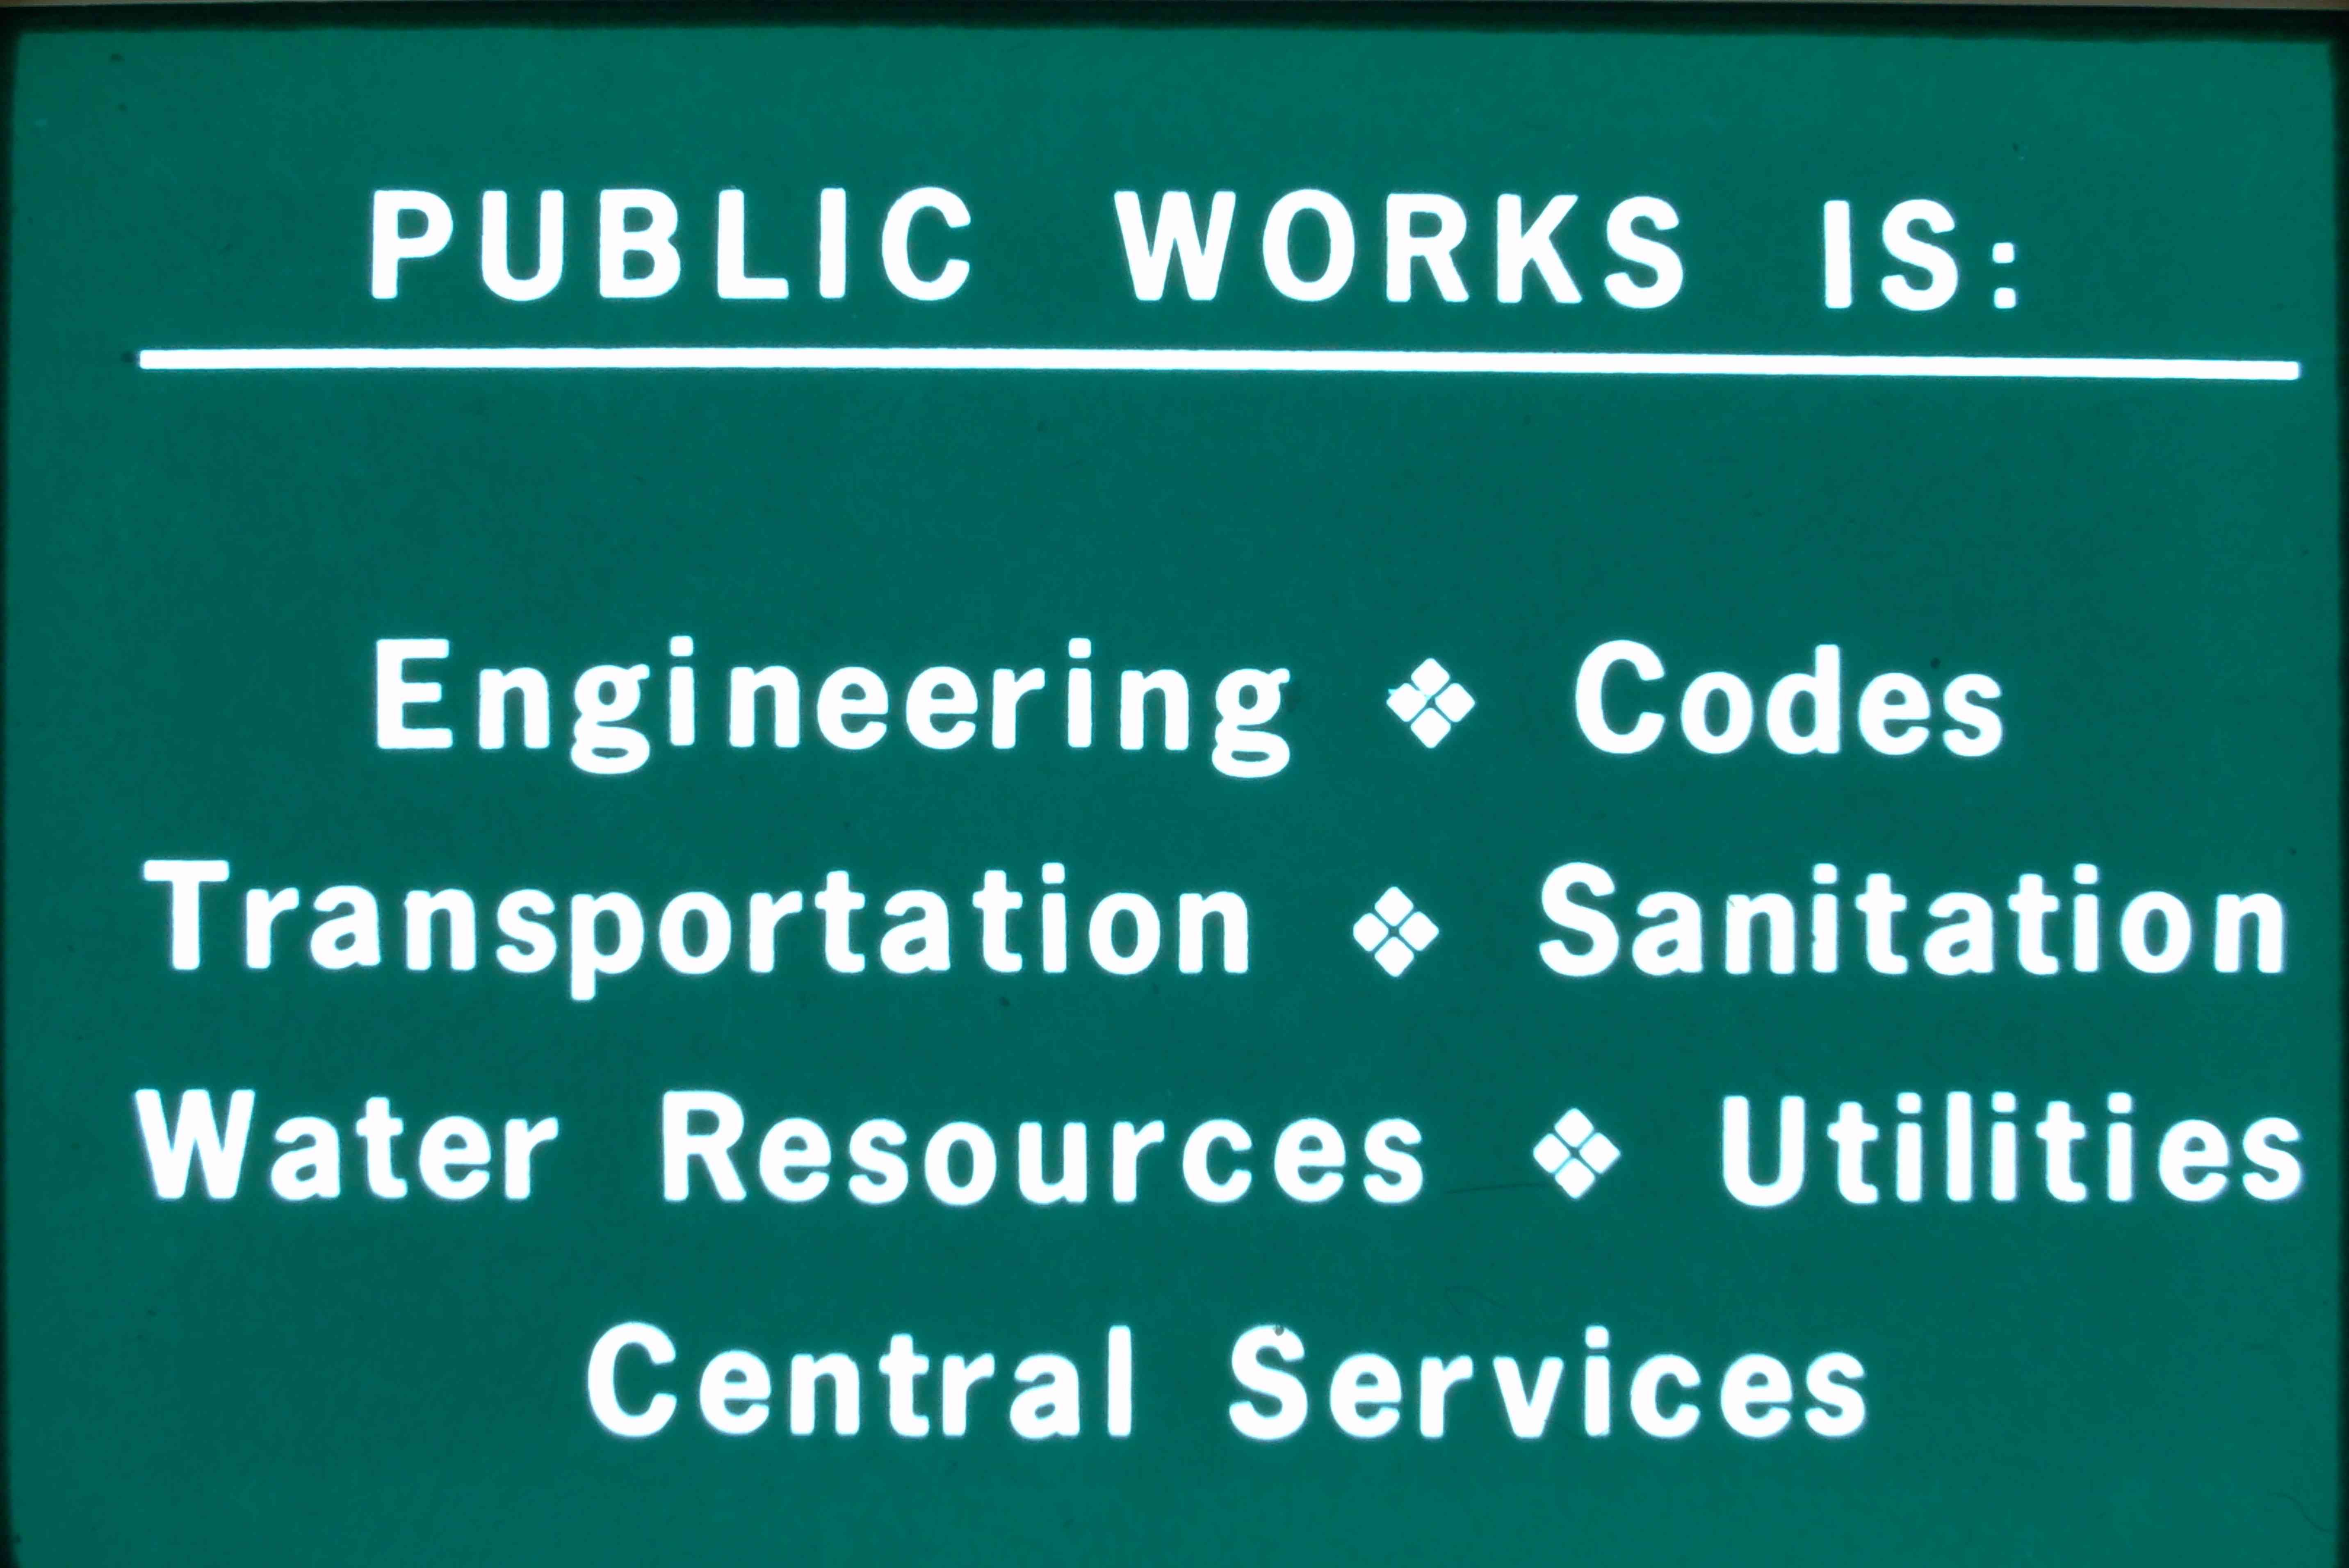 PUBLIC WORKS IS:
Engineering ❖ Codes
Transportation ❖ Sanitation
Water Resources ❖ Utilities
Central Services